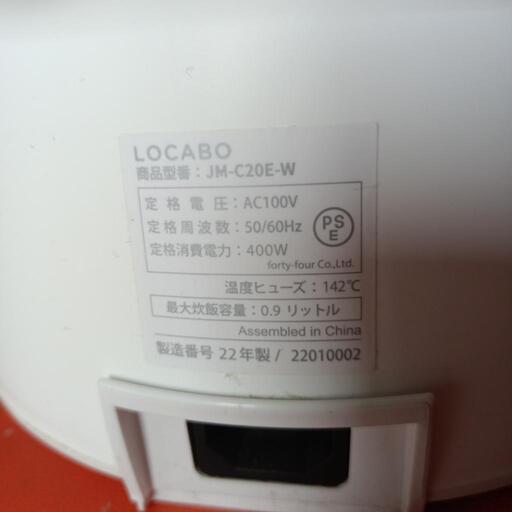 LOCABO
商品型番：JM-C20E-W
定格電圧：AC100V
定格周波数：50/60Hz
定格消費電力：400W
PS
E
forty-four Co.,Ltd.
温度ヒューズ：142℃
最大炊飯容量：0.9 リットル
Assembled in China
製造番号 22年製 / 22010002